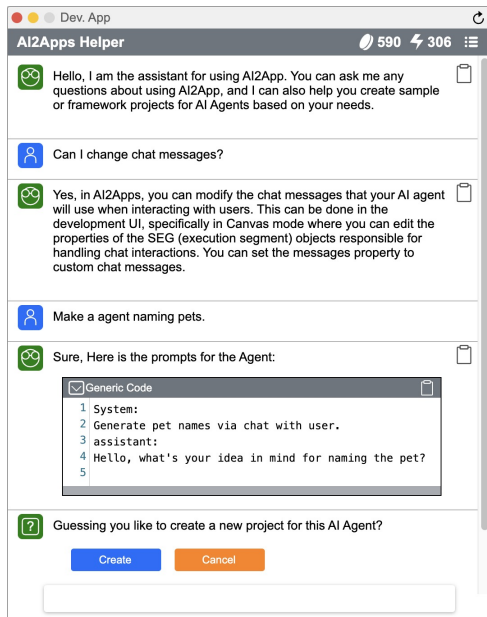 Dev. App
AI2Apps Helper 590 306
Hello, I am the assistant for using AI2App. You can ask me any
questions about using AI2App, and I can also help you create sample
or framework projects for AI Agents based on your needs.
Can I change chat messages?
Yes, in AI2Apps, you can modify the chat messages that your AI agent
will use when interacting with users. This can be done in the
development UI, specifically in Canvas mode where you can edit the
properties of the SEG (execution segment) objects responsible for
handling chat interactions. You can set the messages property to
custom chat messages.
Make a agent naming pets.
Sure, Here is the prompts for the Agent:
Generic Code
1 System:
2 Generate pet names via chat with user.
3 assistant:
4 Hello, what's your idea in mind for naming the pet?
5
? Guessing you like to create a new project for this AI Agent?
Create Cancel